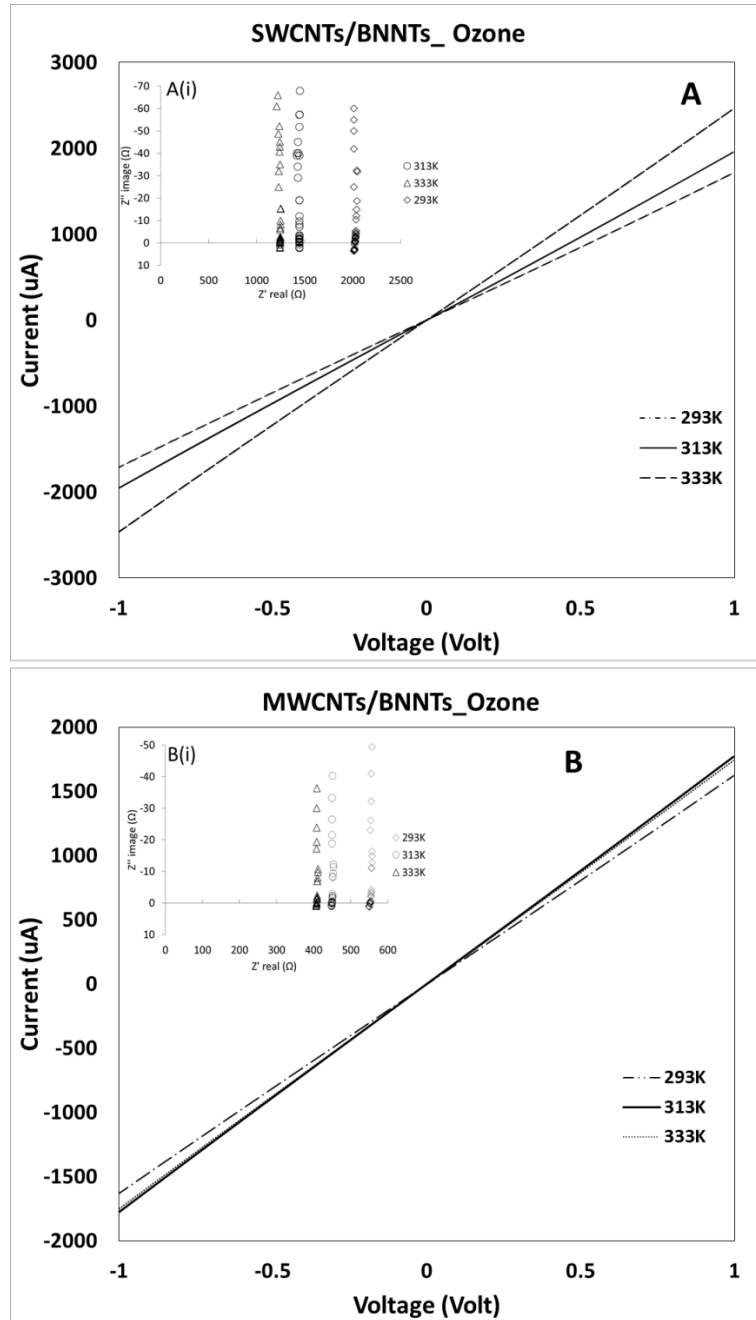 SWCNTs/BNNTs_ Ozone
3000
2000
1000
0
-1000
-2000
-3000
Current (uA)
A(i)
A
-70
-60
-50
-40
-30
-20
-10
0
10
Z'' image (Ω)
313K
333K
293K
0 500 1000 1500 2000 2500
Z' real (Ω)
293K
313K
333K
-1 -0.5 0 0.5 1
Voltage (Volt)
MWCNTs/BNNTs_Ozone
2000
1500
1000
500
0
-500
-1000
-1500
-2000
Current (uA)
B(i)
B
-50
-40
-30
-20
-10
0
10
Z'' image (Ω)
293K
313K
333K
0 100 200 300 400 500 600
Z' real (Ω)
293K
313K
333K
-1 -0.5 0 0.5 1
Voltage (Volt)